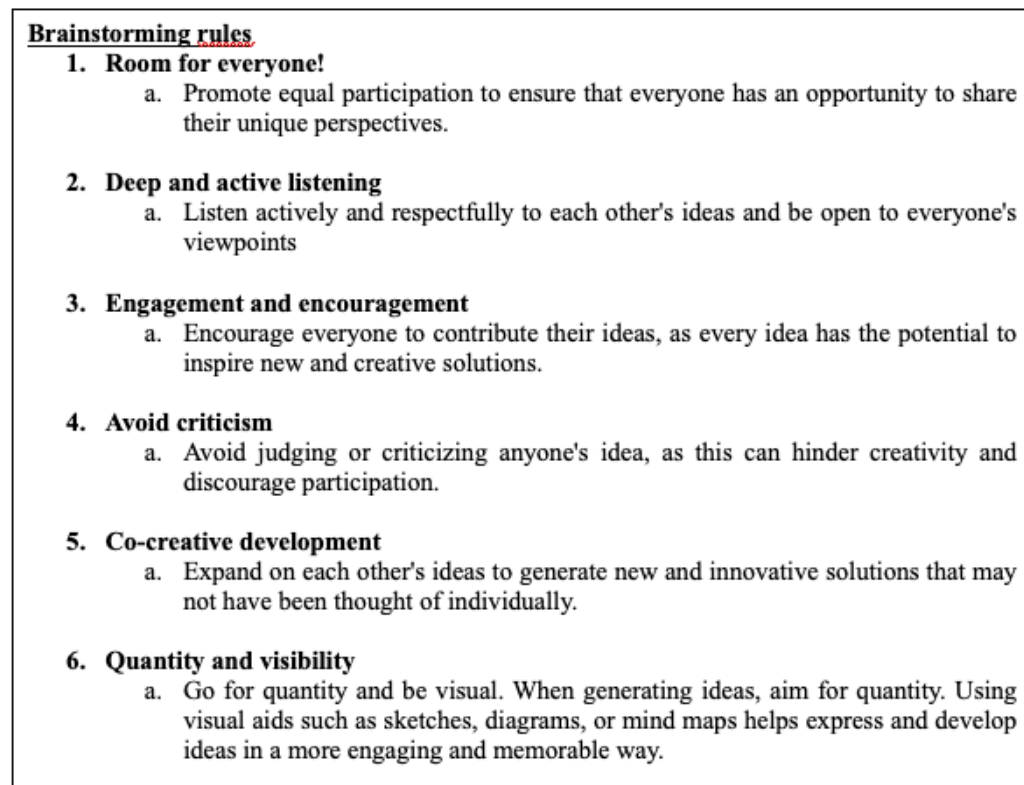 Brainstorming rules
1. Room for everyone!
a. Promote equal participation to ensure that everyone has an opportunity to share
their unique perspectives.
2. Deep and active listening
a. Listen actively and respectfully to each other's ideas and be open to everyone's
viewpoints
3. Engagement and encouragement
a. Encourage everyone to contribute their ideas, as every idea has the potential to
inspire new and creative solutions.
4. Avoid criticism
a. Avoid judging or criticizing anyone's idea, as this can hinder creativity and
discourage participation.
5. Co-creative development
a. Expand on each other's ideas to generate new and innovative solutions that may
not have been thought of individually.
6. Quantity and visibility
a. Go for quantity and be visual. When generating ideas, aim for quantity. Using
visual aids such as sketches, diagrams, or mind maps helps express and develop
ideas in a more engaging and memorable way.